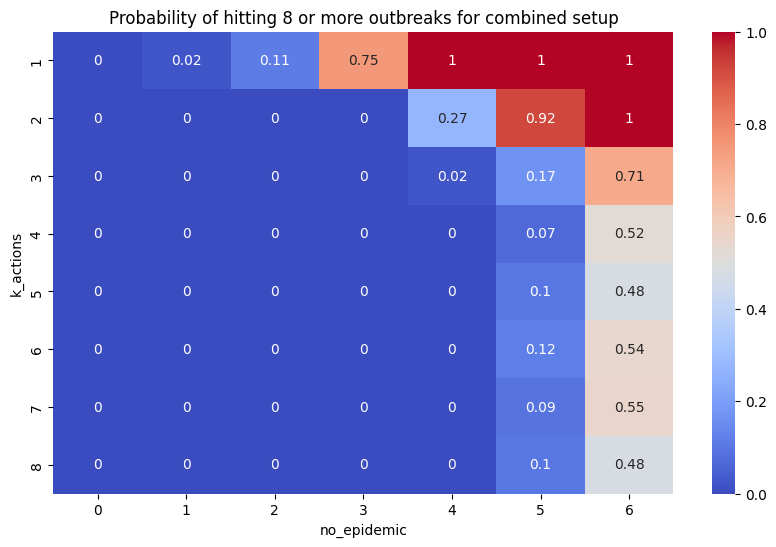 Probability of hitting 8 or more outbreaks for combined setup
1 0 0.02 0.11 0.75 1 1 1
2 0 0 0 0 0.27 0.92 1
3 0 0 0 0 0.02 0.17 0.71
4 0 0 0 0 0 0.07 0.52
5 0 0 0 0 0 0.1 0.48
6 0 0 0 0 0 0.12 0.54
7 0 0 0 0 0 0.09 0.55
8 0 0 0 0 0 0.1 0.48
0 1 2 3 4 5 6
k_actions
no_epidemic
1.0
0.8
0.6
0.4
0.2
0.0